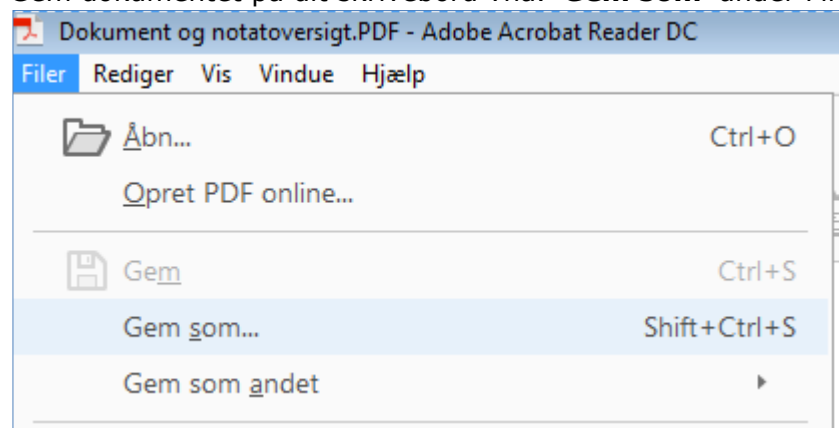 Dokument og notatoversigt.PDF - Adobe Acrobat Reader DC
Filer Rediger Vis Vindue Hjælp
Åbn... Ctrl+O
Opret PDF online...
Gem Ctrl+S
Gem som... Shift+Ctrl+S
Gem som andet